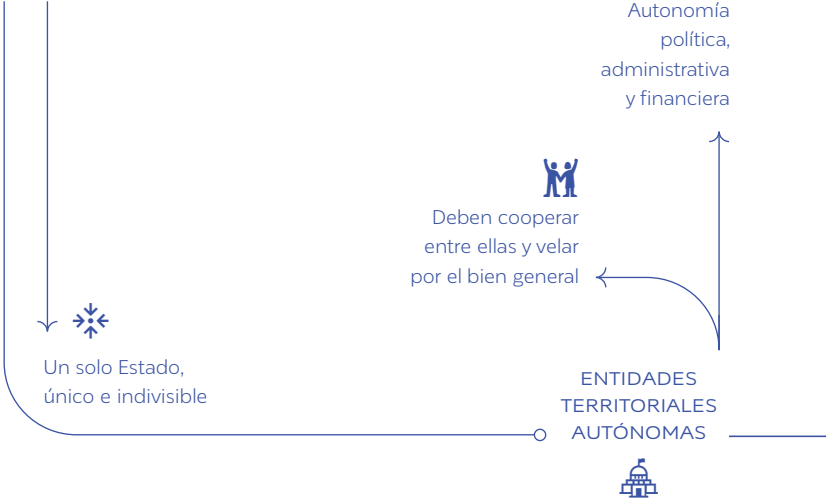 Autonomía
política,
administrativa
y financiera
Deben cooperar
entre ellas y velar
por el bien general
Un solo Estado,
único e indivisible
ENTIDADES
TERRITORIALES
AUTÓNOMAS